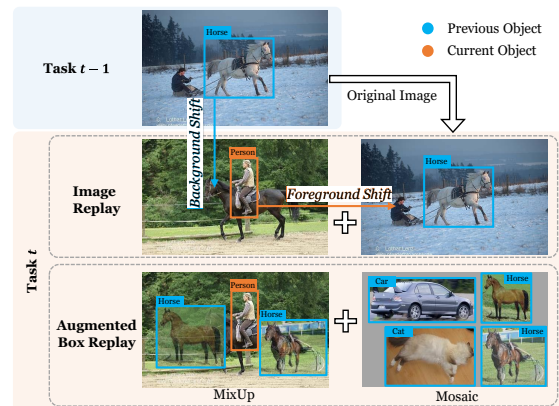 Horse
Previous Object
Current Object
Task t − 1
Original Image
Background Shift
Person
Horse
Image
Replay
Foreground Shift
Task t
Person
Horse
Horse
Augmented
Box Replay
Car
Horse
Cat
Horse
MixUp
Mosaic